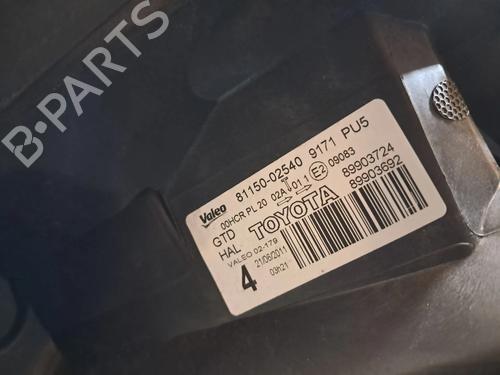 B-PARTS
Valeo 81150-02540 9171 PU5
00HCR PL 20 02A 01 1 E2 09083
GTD TOYOTA 89903724
HAL 89903692
VALEO 02-179
4 21/06/2011
03h21